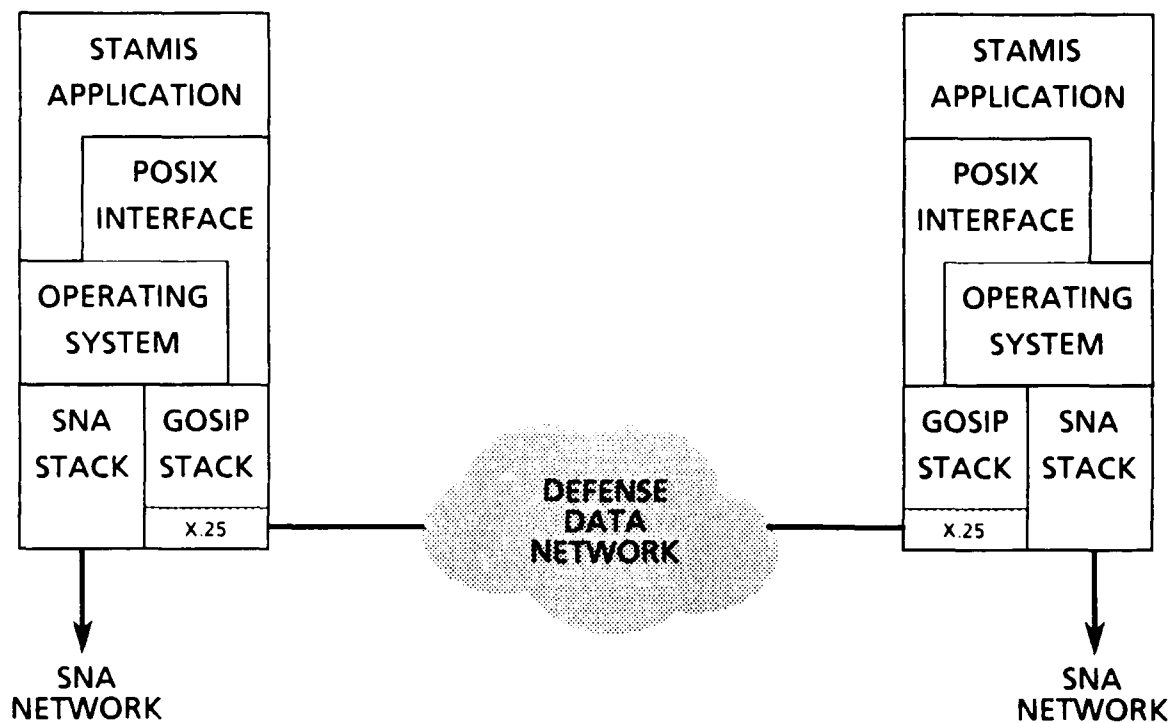 STAMIS
APPLICATION
POSIX
INTERFACE
OPERATING
SYSTEM
SNA
STACK
GOSIP
STACK
X.25
SNA
NETWORK
DEFENSE
DATA
NETWORK
STAMIS
APPLICATION
POSIX
INTERFACE
OPERATING
SYSTEM
GOSIP
STACK
X.25
SNA
STACK
SNA
NETWORK